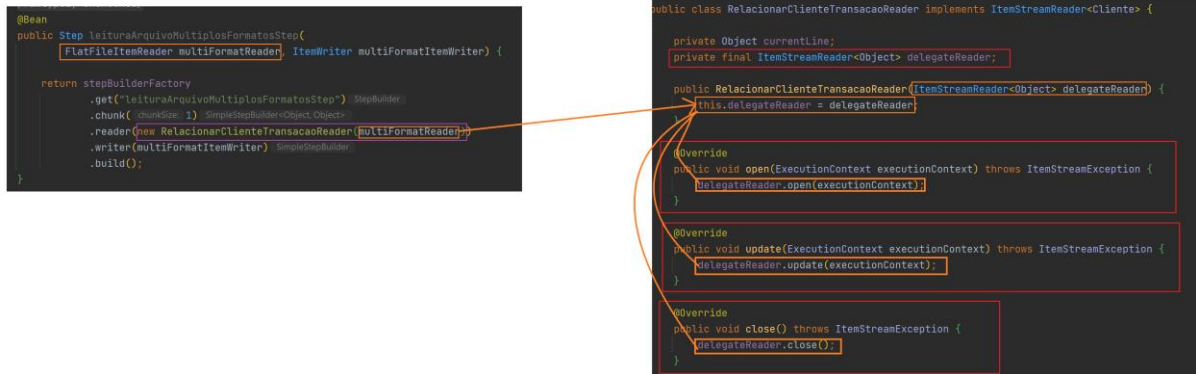 @Bean
public Step leituraArquivoMultiplosFormatosStep(
FlatFileItemReader multiFormatReader, ItemWriter multiFormatItemWriter) {
return stepBuilderFactory
.get("leituraArquivoMultiplosFormatosStep") StepBuilder
.chunk( chunkSize: 1) SimpleStepBuilder<Object, Object>
.reader(new RelacionarClienteTransacaoReader(multiFormatReader))
.writer(multiFormatItemWriter) SimpleStepBuilder
.build();
}
public class RelacionarClienteTransacaoReader implements ItemStreamReader<Cliente> {
private Object currentLine;
private final ItemStreamReader<Object> delegateReader;
public RelacionarClienteTransacaoReader(ItemStreamReader<Object> delegateReader) {
this.delegateReader = delegateReader;
}
@Override
public void open(ExecutionContext executionContext) throws ItemStreamException {
delegateReader.open(executionContext);
}
@Override
public void update(ExecutionContext executionContext) throws ItemStreamException {
delegateReader.update(executionContext);
}
@Override
public void close() throws ItemStreamException {
delegateReader.close();
}